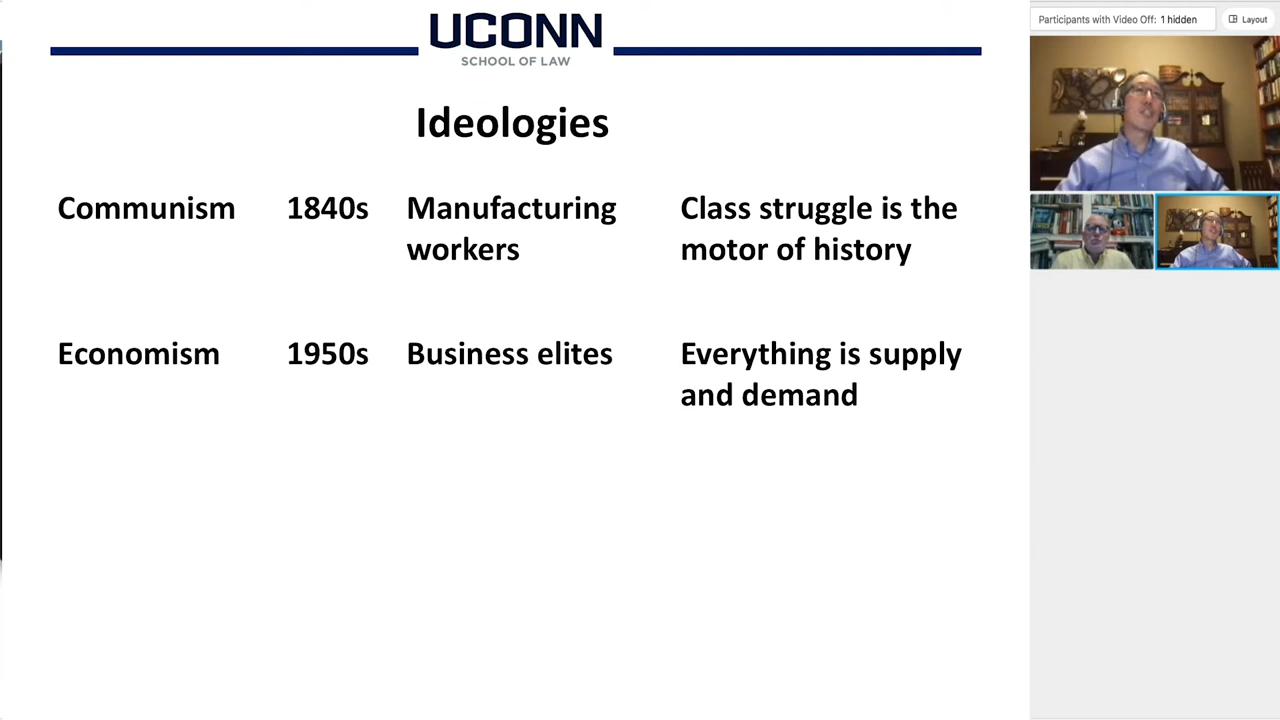 UCONN
SCHOOL OF LAW
Ideologies
Communism 1840s Manufacturing workers Class struggle is the motor of history
Economism 1950s Business elites Everything is supply and demand
Participants with Video Off: 1 hidden
Layout